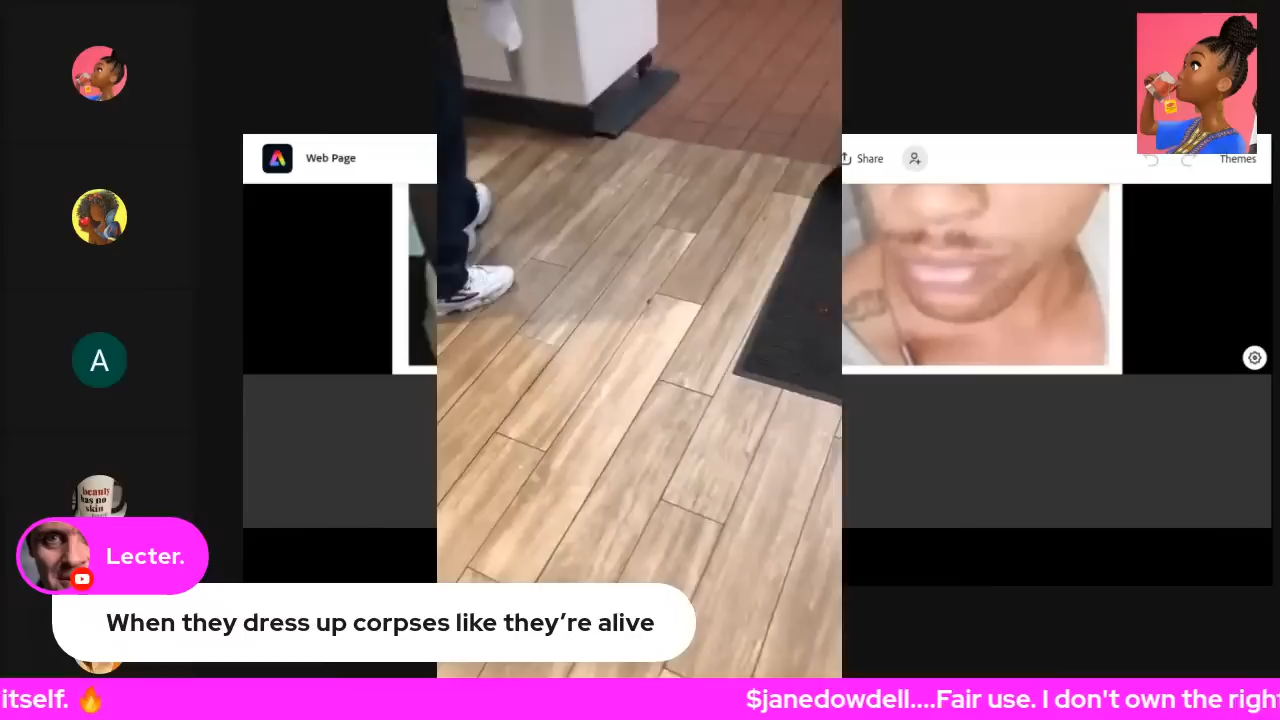 Web Page
Share
Themes
A
beauty
has no
skin
Lecter.
When they dress up corpses like they’re alive
itself. 🔥
$janedowdell....Fair use. I don't own the right